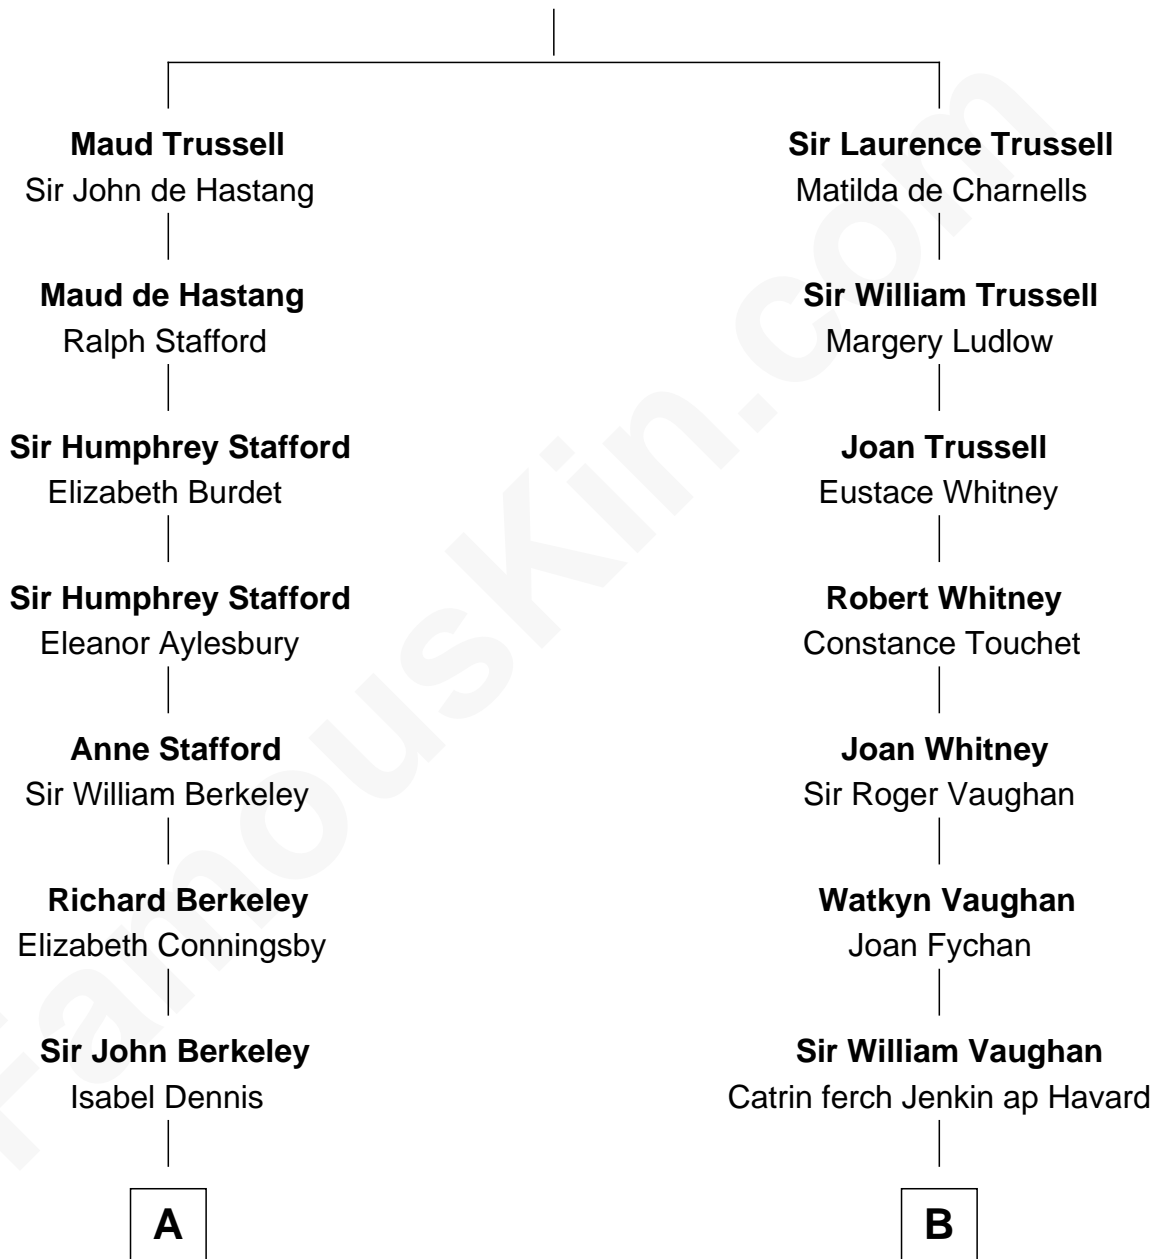 Maud Trussell
Sir John de Hastang
Maud de Hastang
Ralph Stafford
Sir Humphrey Stafford
Elizabeth Burdet
Sir Humphrey Stafford
Eleanor Aylesbury
Anne Stafford
Sir William Berkeley
Richard Berkeley
Elizabeth Conningsby
Sir John Berkeley
Isabel Dennis
A
Sir Laurence Trussell
Matilda de Charnells
Sir William Trussell
Margery Ludlow
Joan Trussell
Eustace Whitney
Robert Whitney
Constance Touchet
Joan Whitney
Sir Roger Vaughan
Watkyn Vaughan
Joan Fychan
Sir William Vaughan
Catrin ferch Jenkin ap Havard
B
FamousKin.com